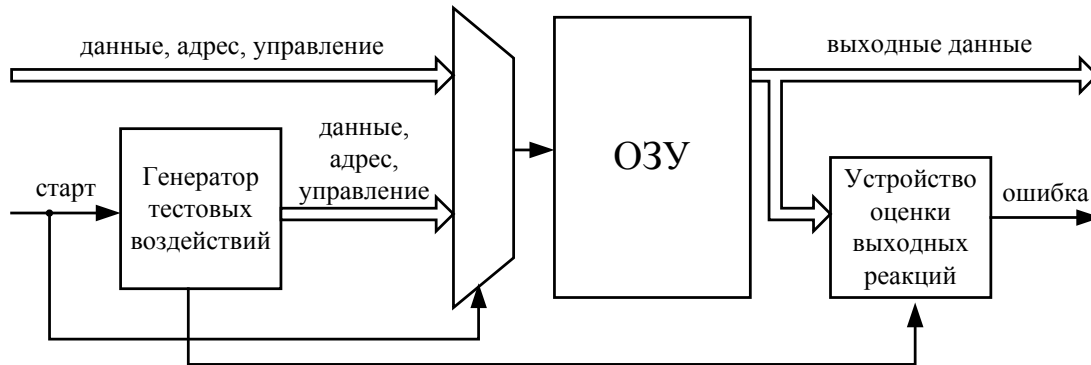 данные, адрес, управление
выходные данные
данные,
адрес,
управление
ОЗУ
старт
Генератор
тестовых
воздействий
Устройство
оценки
выходных
реакций
ошибка